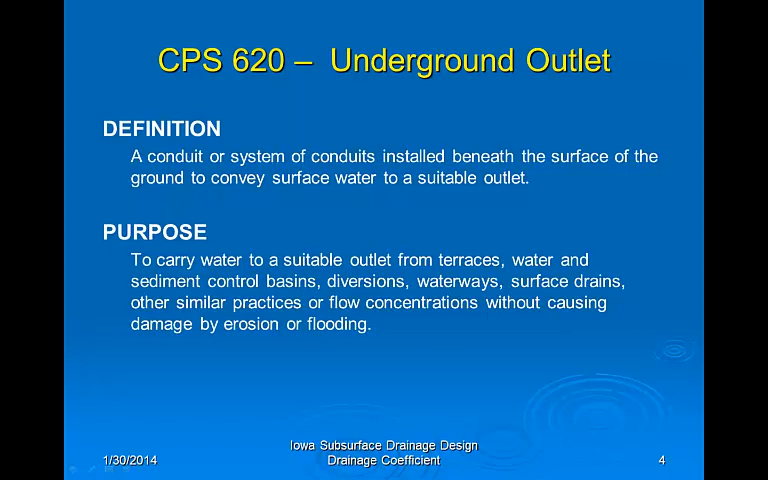 CPS 620 – Underground Outlet
DEFINITION
A conduit or system of conduits installed beneath the surface of the
ground to convey surface water to a suitable outlet.
PURPOSE
To carry water to a suitable outlet from terraces, water and
sediment control basins, diversions, waterways, surface drains,
other similar practices or flow concentrations without causing
damage by erosion or flooding.
1/30/2014
Iowa Subsurface Drainage Design
Drainage Coefficient
4